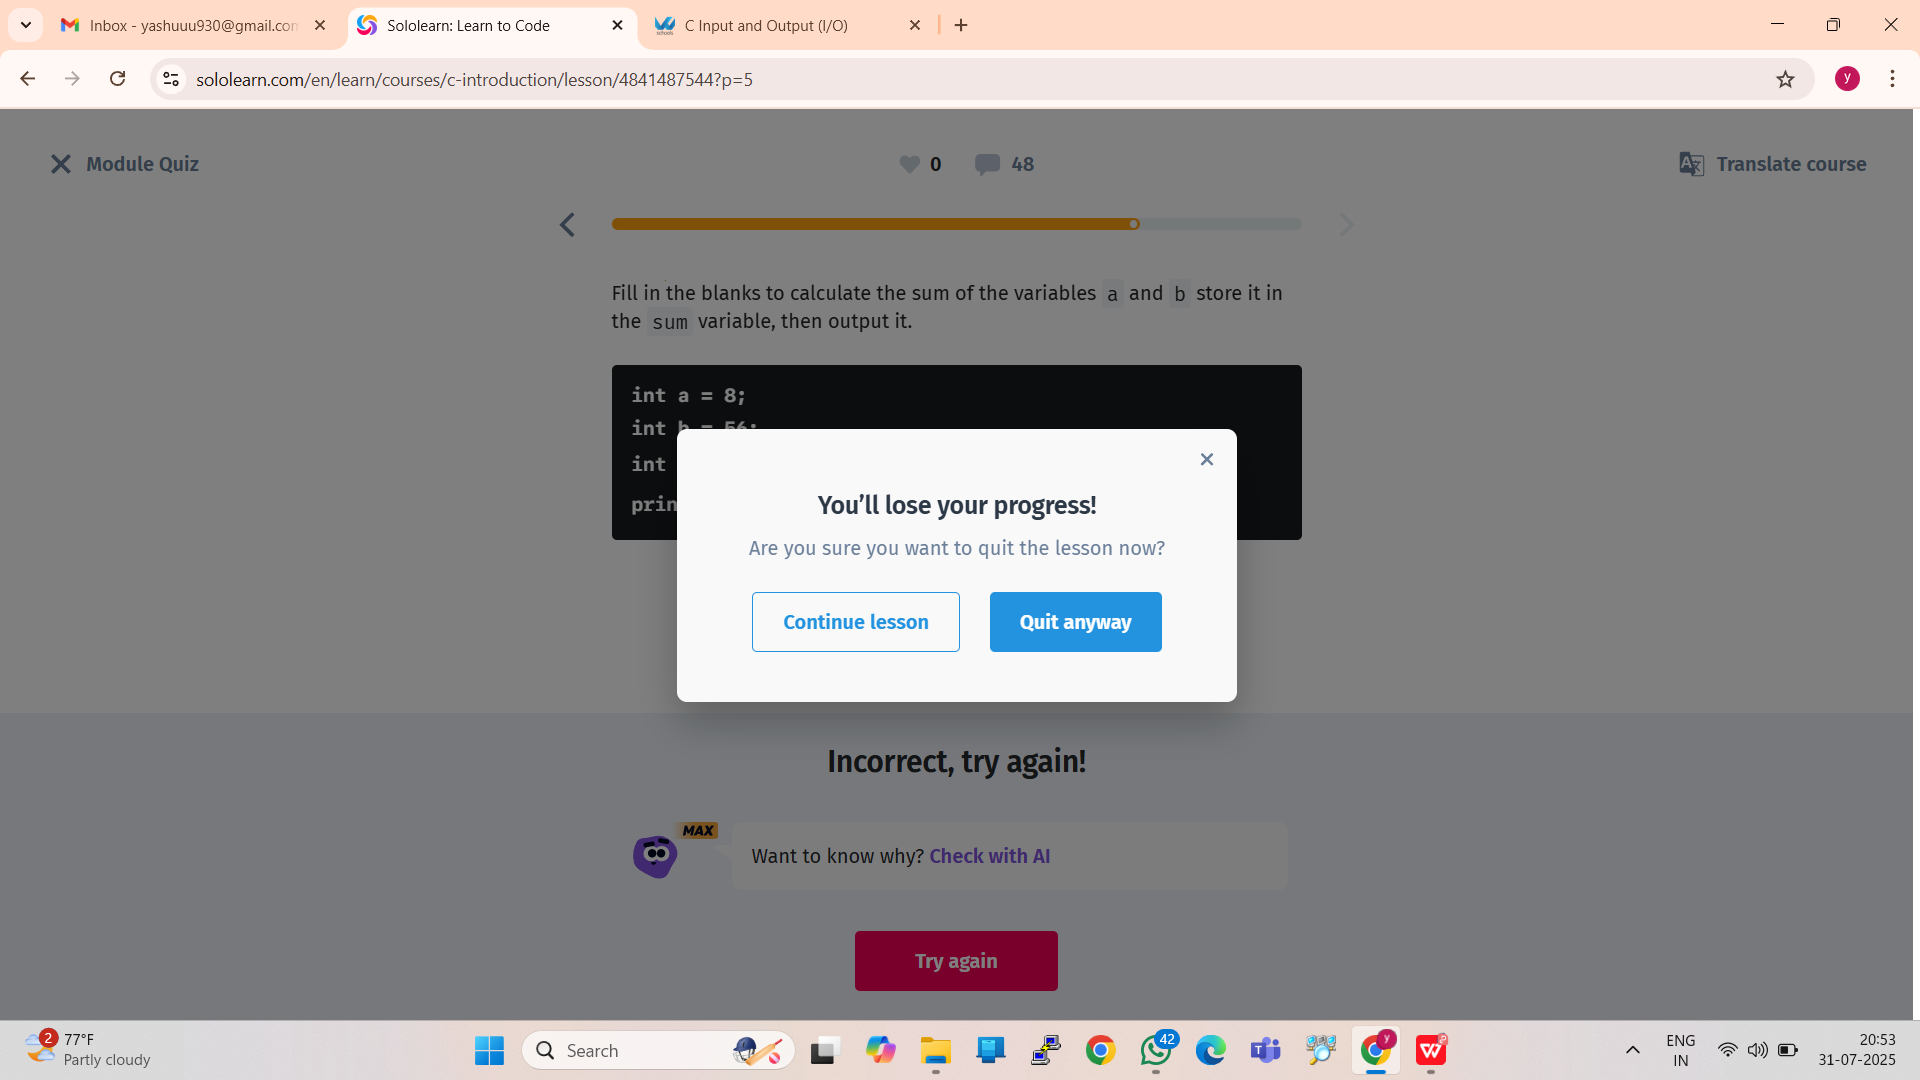 Inbox - yashuuu930@gmail.com
Sololearn: Learn to Code
C Input and Output (I/O)
sololearn.com/en/learn/courses/c-introduction/lesson/4841487544?p=5
y
Module Quiz
0
48
Translate course
Fill in the blanks to calculate the sum of the variables a and b store it in
the sum variable, then output it.
int a = 8;
int b = 56;
int
prin
You’ll lose your progress!
Are you sure you want to quit the lesson now?
Continue lesson
Quit anyway
Incorrect, try again!
MAX
Want to know why? Check with AI
Try again
2
77°F
Partly cloudy
Search
42
y
ENG
IN
20:53
31-07-2025